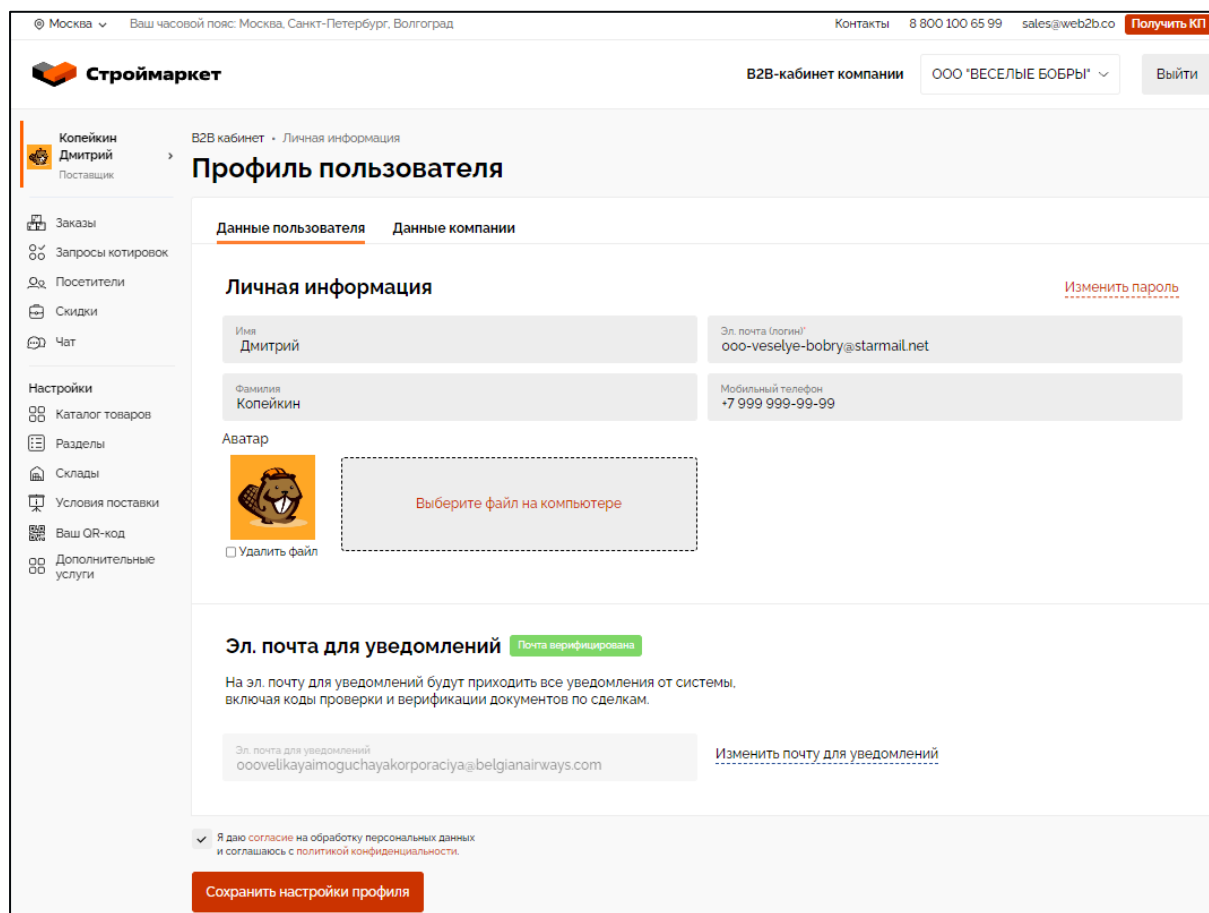 Москва
Ваш часовой пояс: Москва, Санкт-Петербург, Волгоград
Контакты
8 800 100 65 99
sales@web2b.co
Получить КП
Строймаркет
B2B-кабинет компании
ООО "ВЕСЕЛЫЕ БОБРЫ"
Выйти
Копейкин
Дмитрий
Поставщик
Заказы
Запросы котировок
Посетители
Скидки
Чат
Настройки
Каталог товаров
Разделы
Склады
Условия поставки
Ваш QR-код
Дополнительные
услуги
B2B кабинет • Личная информация
Профиль пользователя
Данные пользователя
Данные компании
Личная информация
Изменить пароль
Имя
Дмитрий
Эл. почта (логин)*
ooo-veselye-bobry@starmail.net
Фамилия
Копейкин
Мобильный телефон
+7 999 999-99-99
Аватар
Выберите файл на компьютере
Удалить файл
Эл. почта для уведомлений
Почта верифицирована
На эл. почту для уведомлений будут приходить все уведомления от системы,
включая коды проверки и верификации документов по сделкам.
Эл. почта для уведомлений
ooovelikayaimoguchayakorporaciya@belgianairways.com
Изменить почту для уведомлений
Я даю согласие на обработку персональных данных
и соглашаюсь с политикой конфиденциальности.
Сохранить настройки профиля